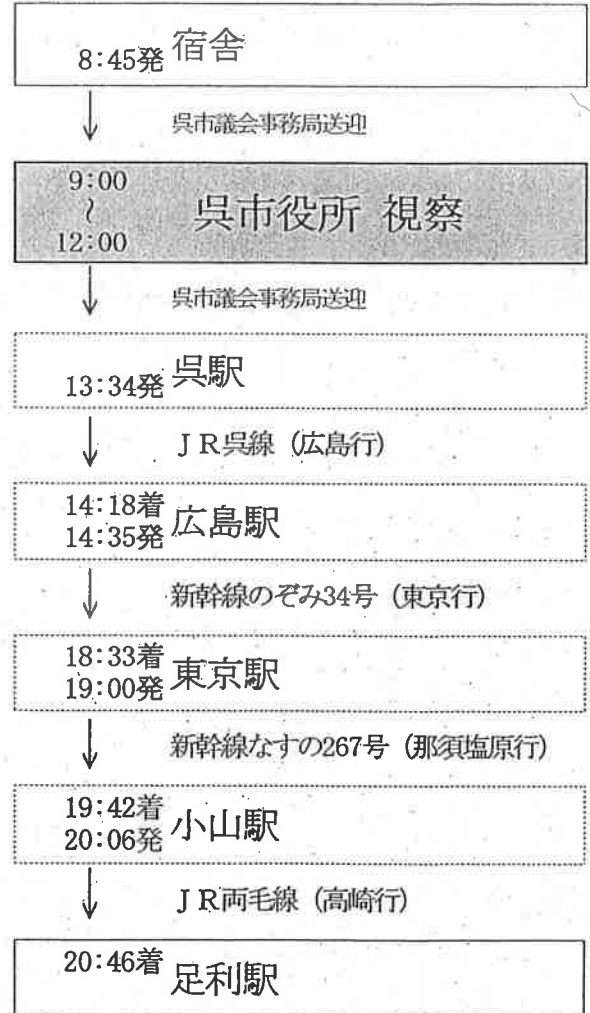 8:45発 宿舎
呉市議会事務局送迎
9:00
~
12:00
呉市役所 視察
呉市議会事務局送迎
13:34発 呉駅
JR呉線(広島行)
14:18着
14:35発
広島駅
新幹線のぞみ34号(東京行)
18:33着
19:00発
東京駅
新幹線なすの267号(那須塩原行)
19:42着
20:06発
小山駅
JR両毛線(高崎行)
20:46着
足利駅